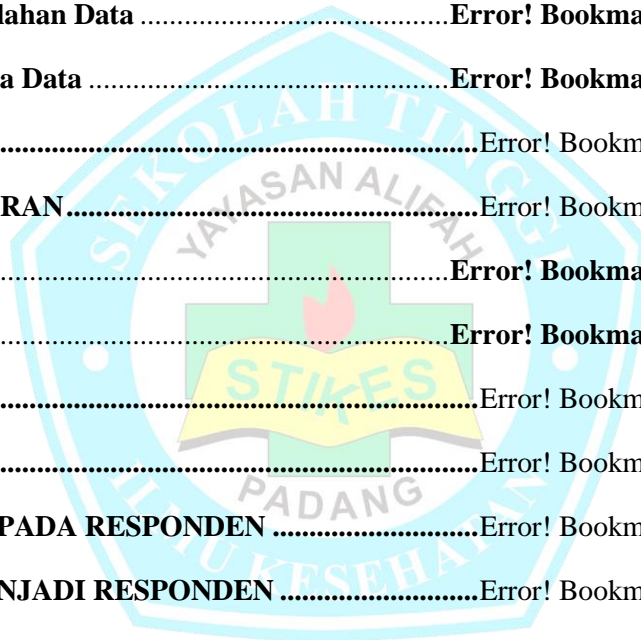 lahan Data ............................................Error! Bookma
a Data ...................................................Error! Bookma
..................................................................Error! Bookm
RAN.........................................................Error! Bookm
................................................................Error! Bookma
................................................................Error! Bookma
..................................................................Error! Bookm
..................................................................Error! Bookm
PADA RESPONDEN .............................Error! Bookm
NJADI RESPONDEN ...........................Error! Bookm
SEKOLAH TINGGI
YAYASAN ALIFAH
STIKES
PADANG
ILMU KESEHATAN